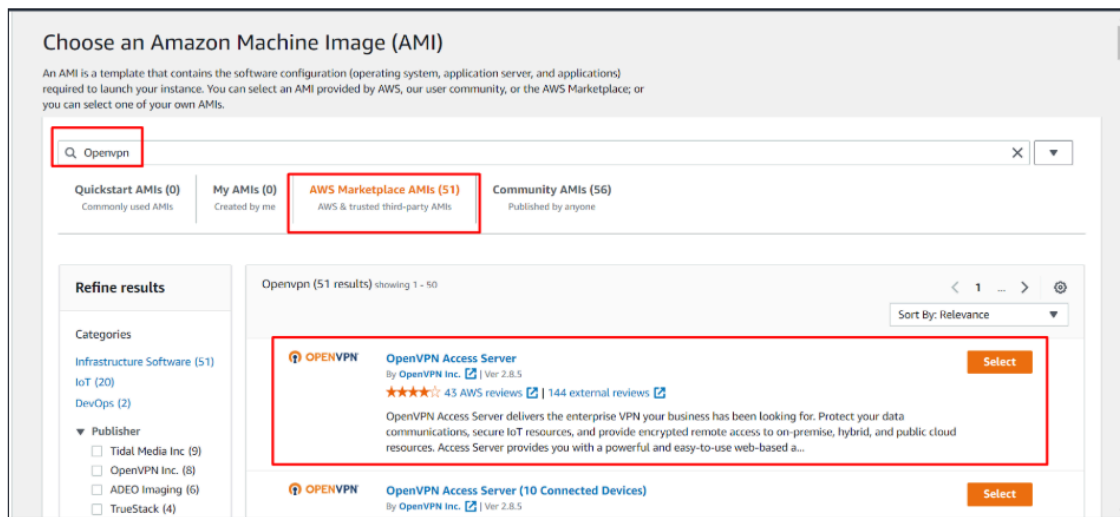 Choose an Amazon Machine Image (AMI)
An AMI is a template that contains the software configuration (operating system, application server, and applications)
required to launch your instance. You can select an AMI provided by AWS, our user community, or the AWS Marketplace; or
you can select one of your own AMIs.
Openvpn
Quickstart AMIs (0)
Commonly used AMIs
My AMIs (0)
Created by me
AWS Marketplace AMIs (51)
AWS & trusted third-party AMIs
Community AMIs (56)
Published by anyone
Refine results
Categories
Infrastructure Software (51)
IoT (20)
DevOps (2)
Publisher
Tidal Media Inc (9)
OpenVPN Inc. (8)
ADEO Imaging (6)
TrueStack (4)
Openvpn (51 results) showing 1 - 50
1 ...
Sort By: Relevance
OPENVPN
OpenVPN Access Server
By OpenVPN Inc. | Ver 2.8.5
43 AWS reviews | 144 external reviews
OpenVPN Access Server delivers the enterprise VPN your business has been looking for. Protect your data
communications, secure IoT resources, and provide encrypted remote access to on-premise, hybrid, and public cloud
resources. Access Server provides you with a powerful and easy-to-use web-based a...
Select
OPENVPN
OpenVPN Access Server (10 Connected Devices)
By OpenVPN Inc. | Ver 2.8.5
Select